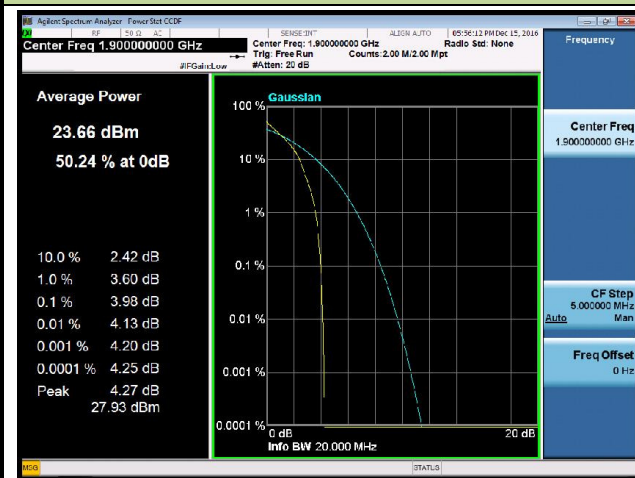 Agilent Spectrum Analyzer - Power Stat CCDF
RF 50 Ω AC SENSE:INT ALIGN AUTO 05:56:12 PM Dec 15, 2016
Center Freq 1.900000000 GHz
Center Freq: 1.900000000 GHz Radio Std: None
Trig: Free Run Counts:2.00 M/2.00 Mpt
#IFGain:Low #Atten: 20 dB
Frequency
Average Power
23.66 dBm
50.24 % at 0dB
10.0 % 2.42 dB
1.0 % 3.60 dB
0.1 % 3.98 dB
0.01 % 4.13 dB
0.001 % 4.20 dB
0.0001 % 4.25 dB
Peak 4.27 dB
27.93 dBm
Gaussian
100 %
10 %
1 %
0.1 %
0.01 %
0.001 %
0.0001 %
0 dB 20 dB
Info BW 20.000 MHz
Center Freq
1.900000000 GHz
CF Step
5.000000 MHz
Auto Man
Freq Offset
0 Hz
MSG STATUS